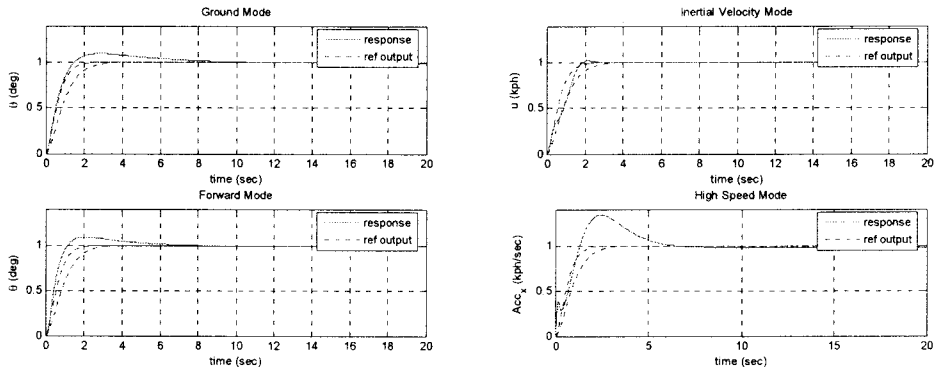 Ground Mode
response
ref output
1
0.5
0
θ (deg)
0 2 4 6 8 10 12 14 16 18 20
time (sec)
Inertial Velocity Mode
response
ref output
1
0.5
0
u (kph)
0 2 4 6 8 10 12 14 16 18 20
time (sec)
Forward Mode
response
ref output
1
0.5
0
θ (deg)
0 2 4 6 8 10 12 14 16 18 20
time (sec)
High Speed Mode
response
ref output
1
0.5
0
Accx (kph/sec)
0 5 10 15 20
time (sec)